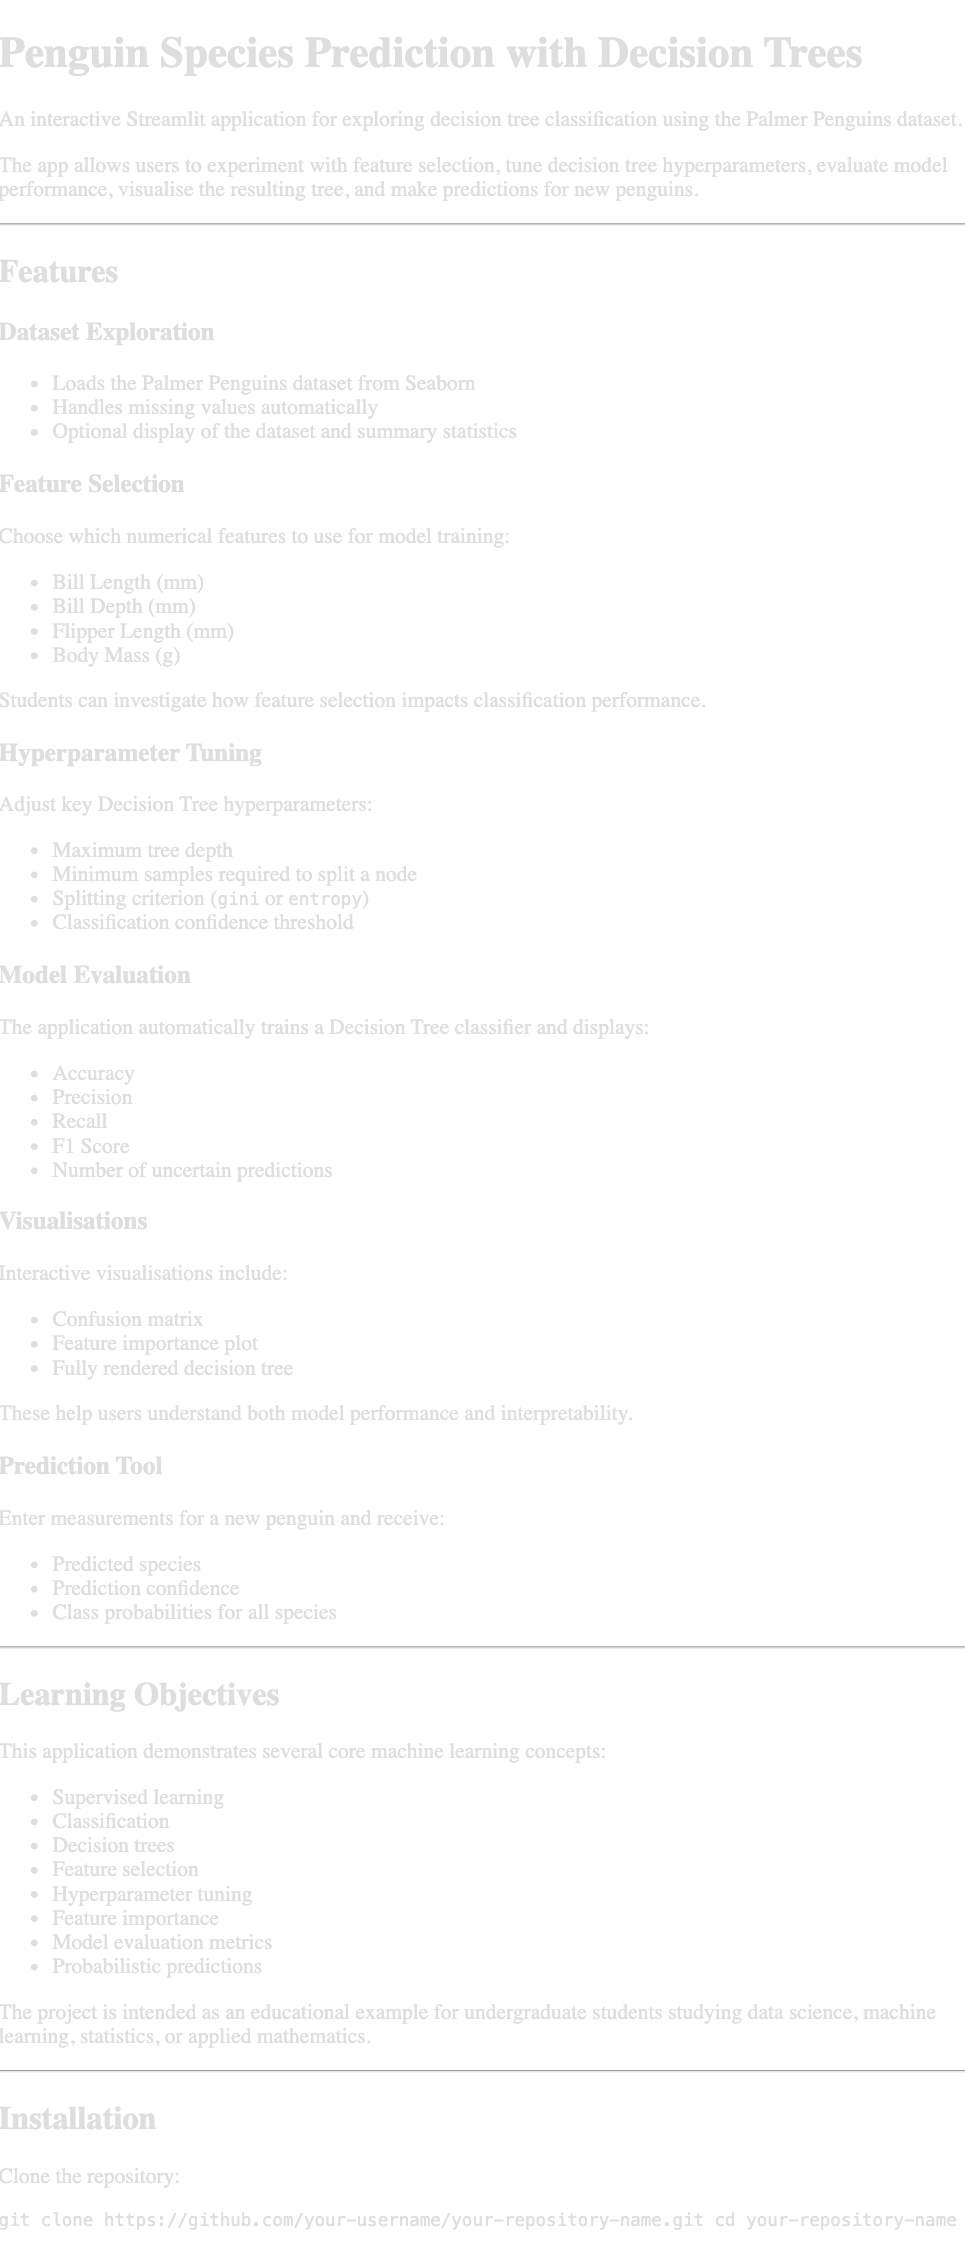 Penguin Species Prediction with Decision Trees
An interactive Streamlit application for exploring decision tree classification using the Palmer Penguins dataset.
The app allows users to experiment with feature selection, tune decision tree hyperparameters, evaluate model
performance, visualise the resulting tree, and make predictions for new penguins.
Features
Dataset Exploration
• Loads the Palmer Penguins dataset from Seaborn
• Handles missing values automatically
• Optional display of the dataset and summary statistics
Feature Selection
Choose which numerical features to use for model training:
• Bill Length (mm)
• Bill Depth (mm)
• Flipper Length (mm)
• Body Mass (g)
Students can investigate how feature selection impacts classification performance.
Hyperparameter Tuning
Adjust key Decision Tree hyperparameters:
• Maximum tree depth
• Minimum samples required to split a node
• Splitting criterion (gini or entropy)
• Classification confidence threshold
Model Evaluation
The application automatically trains a Decision Tree classifier and displays:
• Accuracy
• Precision
• Recall
• F1 Score
• Number of uncertain predictions
Visualisations
Interactive visualisations include:
• Confusion matrix
• Feature importance plot
• Fully rendered decision tree
These help users understand both model performance and interpretability.
Prediction Tool
Enter measurements for a new penguin and receive:
• Predicted species
• Prediction confidence
• Class probabilities for all species
Learning Objectives
This application demonstrates several core machine learning concepts:
• Supervised learning
• Classification
• Decision trees
• Feature selection
• Hyperparameter tuning
• Feature importance
• Model evaluation metrics
• Probabilistic predictions
The project is intended as an educational example for undergraduate students studying data science, machine
learning, statistics, or applied mathematics.
Installation
Clone the repository:
git clone https://github.com/your-username/your-repository-name.git cd your-repository-name